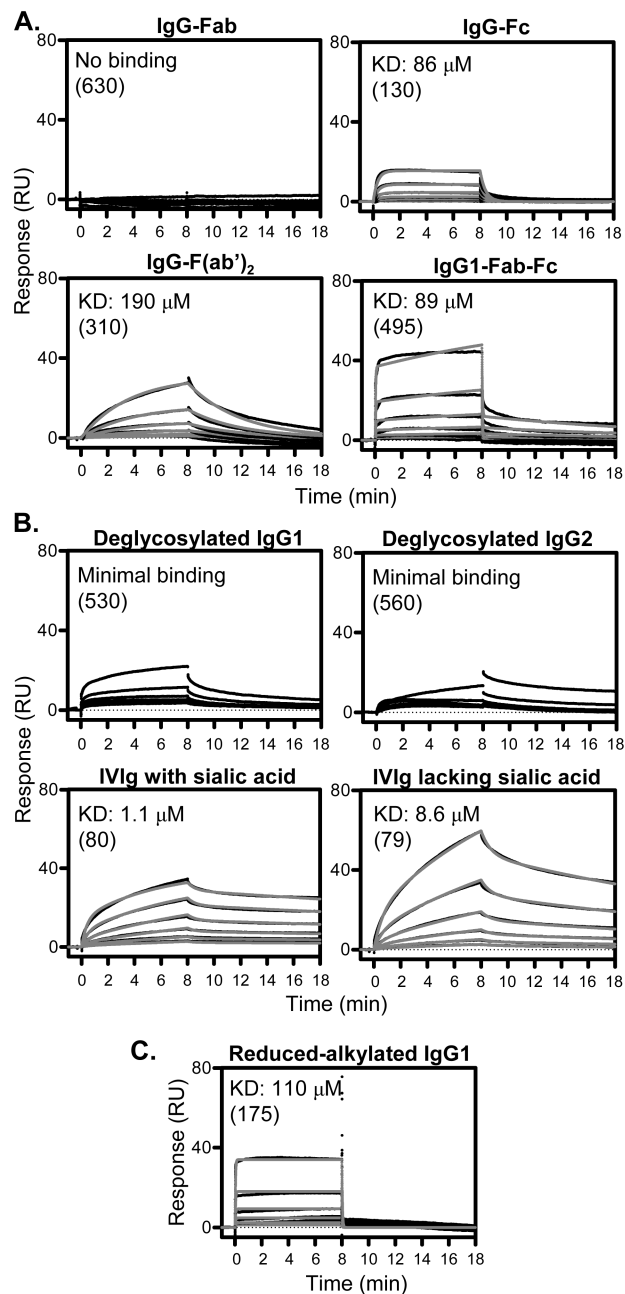 A.
IgG-Fab
IgG-Fc
80
40
0
No binding
(630)
0 2 4 6 8 10 12 14 16 18
80
40
0
KD: 86 µM
(130)
0 2 4 6 8 10 12 14 16 18
Response (RU)
IgG-F(ab')2
IgG1-Fab-Fc
80
40
0
KD: 190 µM
(310)
0 2 4 6 8 10 12 14 16 18
80
40
0
KD: 89 µM
(495)
0 2 4 6 8 10 12 14 16 18
Time (min)
B.
Deglycosylated IgG1
Deglycosylated IgG2
80
40
0
Minimal binding
(530)
0 2 4 6 8 10 12 14 16 18
80
40
0
Minimal binding
(560)
0 2 4 6 8 10 12 14 16 18
Response (RU)
IVIg with sialic acid
IVIg lacking sialic acid
80
40
0
KD: 1.1 µM
(80)
0 2 4 6 8 10 12 14 16 18
80
40
0
KD: 8.6 µM
(79)
0 2 4 6 8 10 12 14 16 18
Time (min)
C.
Reduced-alkylated IgG1
80
40
0
KD: 110 µM
(175)
Response (RU)
0 2 4 6 8 10 12 14 16 18
Time (min)